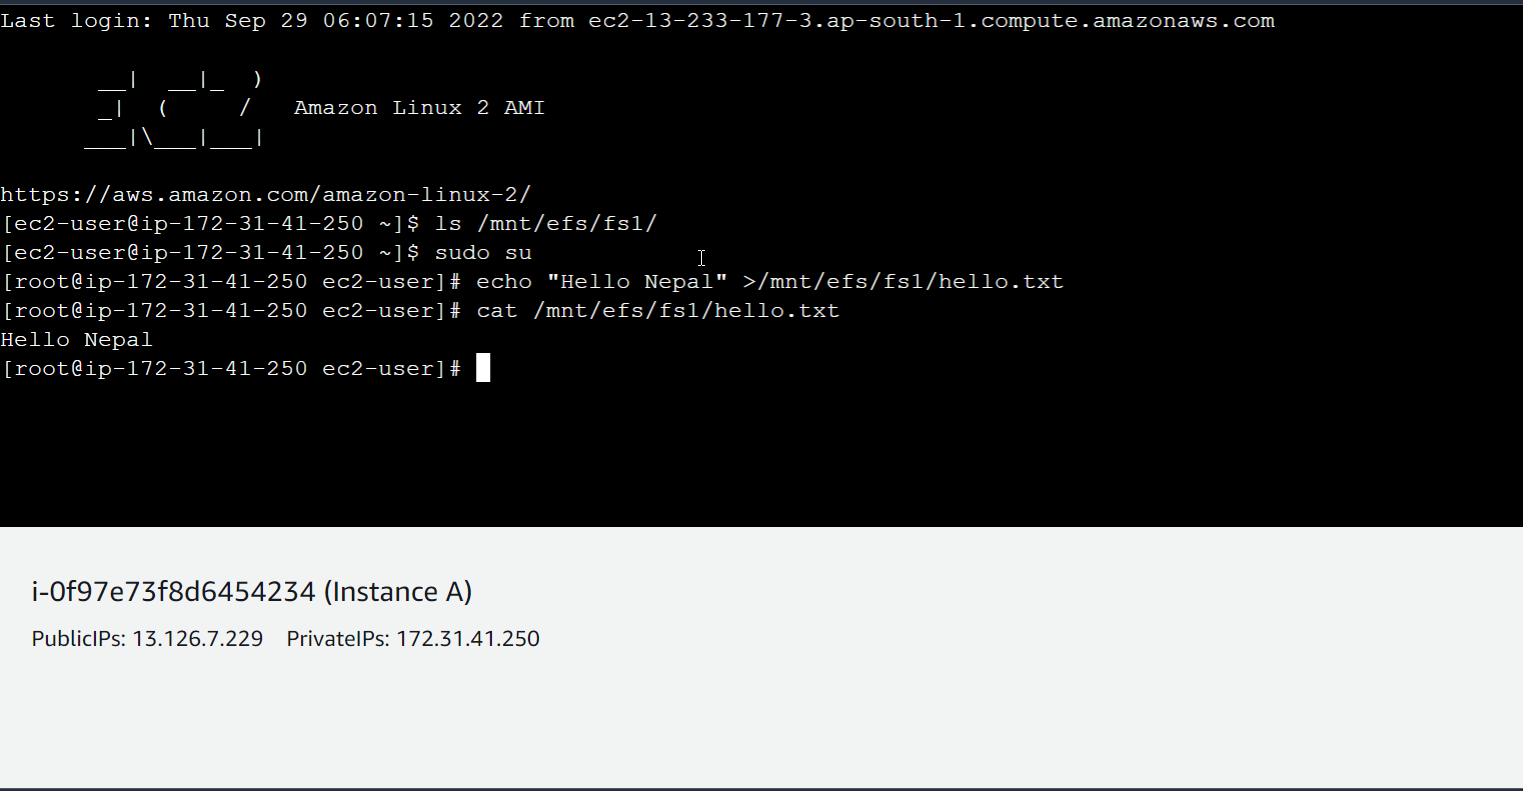 Last login: Thu Sep 29 06:07:15 2022 from ec2-13-233-177-3.ap-south-1.compute.amazonaws.com
       __|  __|_  )
       _|  (     /   Amazon Linux 2 AMI
      ___|\___|___|
https://aws.amazon.com/amazon-linux-2/
[ec2-user@ip-172-31-41-250 ~]$ ls /mnt/efs/fs1/
[ec2-user@ip-172-31-41-250 ~]$ sudo su
[root@ip-172-31-41-250 ec2-user]# echo "Hello Nepal" >/mnt/efs/fs1/hello.txt
[root@ip-172-31-41-250 ec2-user]# cat /mnt/efs/fs1/hello.txt
Hello Nepal
[root@ip-172-31-41-250 ec2-user]#
i-0f97e73f8d6454234 (Instance A)
PublicIPs: 13.126.7.229    PrivateIPs: 172.31.41.250